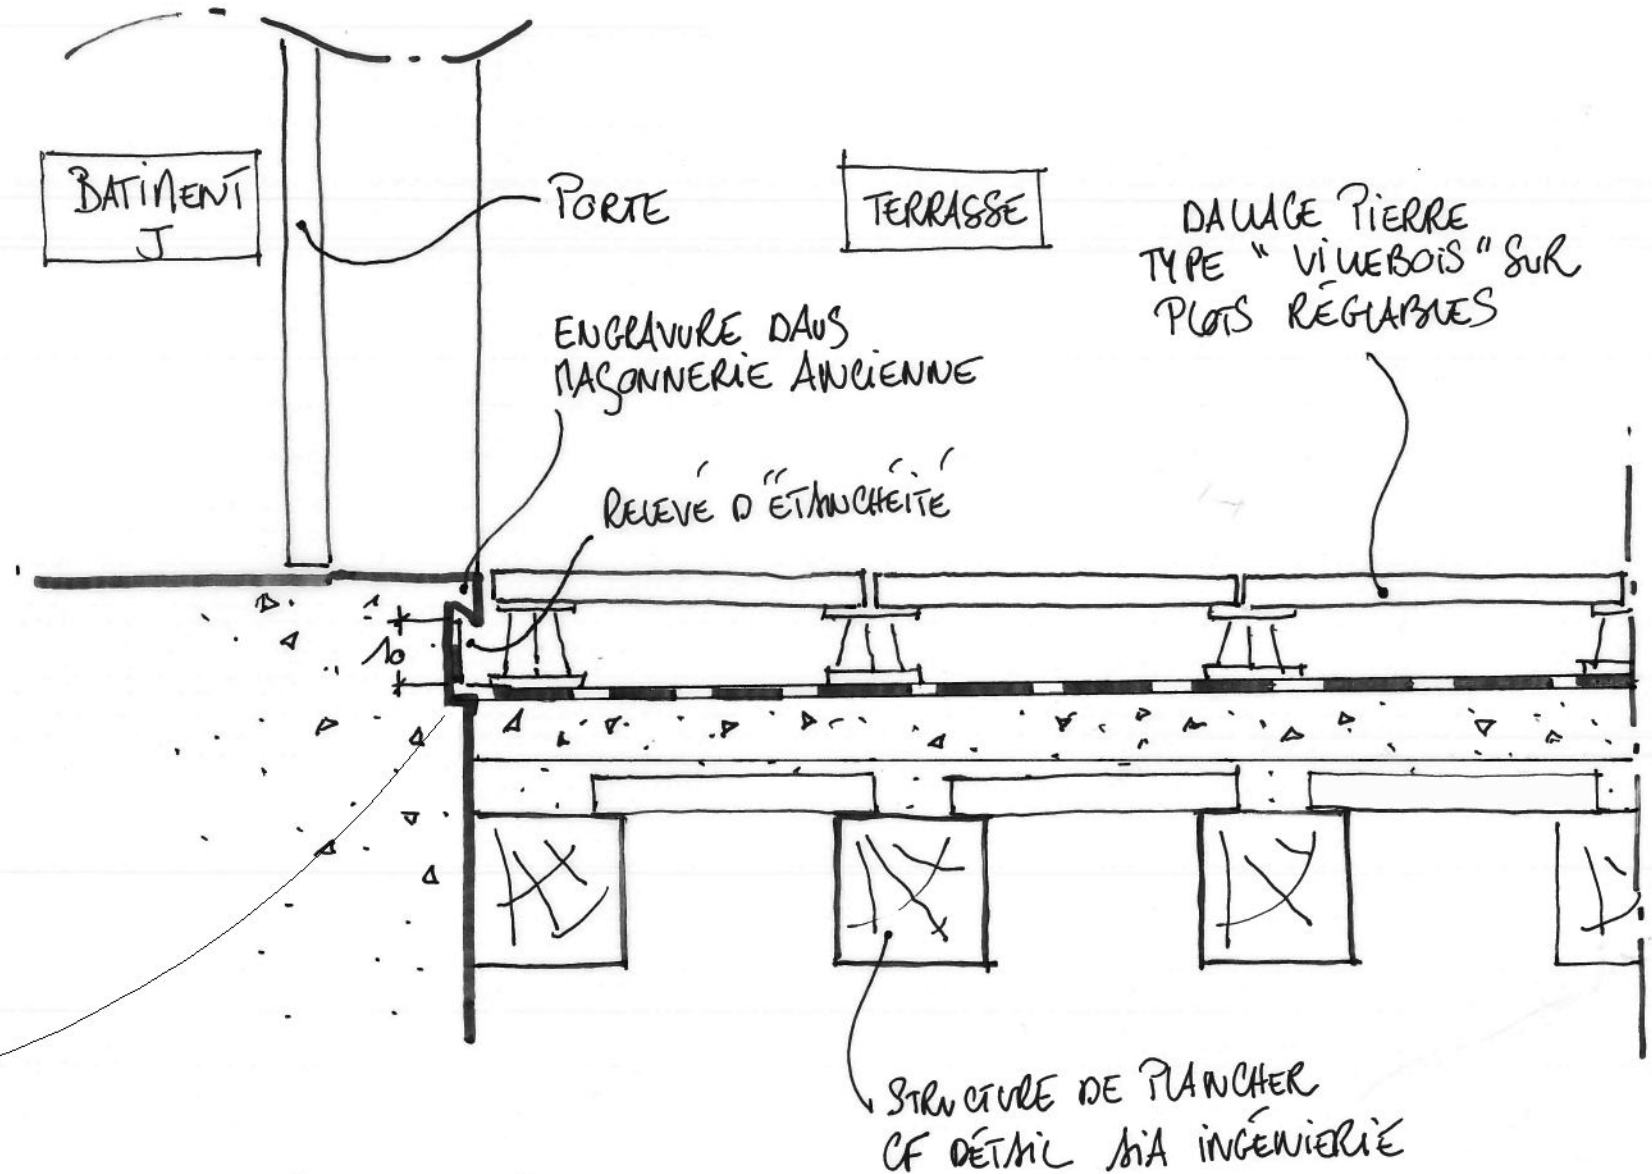 BATIMENT
J
PORTE
TERRASSE
DALLAGE PIERRE
TYPE "VILLEBOIS" SUR
PLOTS RÉGLABLES
ENGRAVURE DANS
MAÇONNERIE ANCIENNE
RELEVÉ D'ÉTANCHÉITÉ
10
STRUCTURE DE PLANCHER
CF DÉTAIL AIA INGÉNIERIE